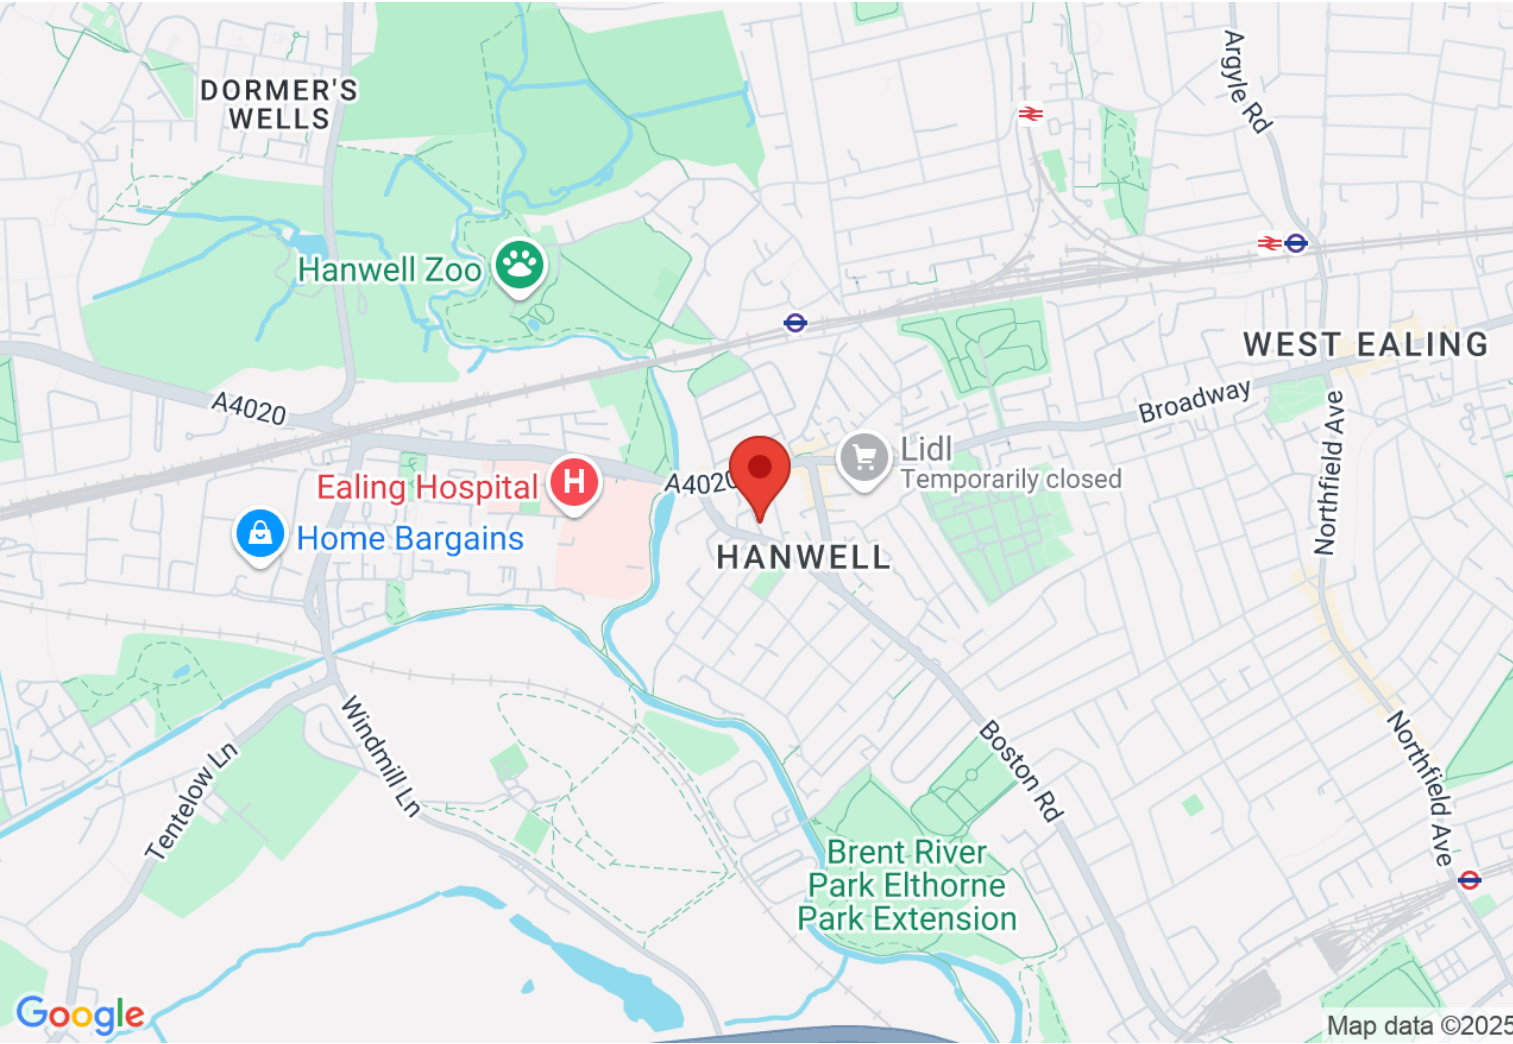 Argyle Rd
DORMER'S
WELLS
Hanwell Zoo
WEST EALING
A4020
Broadway
Northfield Ave
Lidl
Temporarily closed
A4020
Ealing Hospital
H
Home Bargains
HANWELL
Windmill Ln
Tentelow Ln
Boston Rd
Northfield Ave
Brent River
Park Elthorne
Park Extension
Google
Map data ©2025